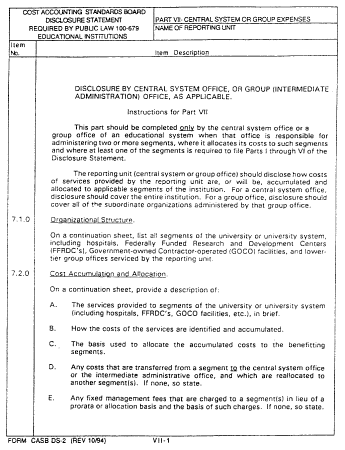 COST ACCOUNTING STANDARDS BOARD
DISCLOSURE STATEMENT
REQUIRED BY PUBLIC LAW 100-679
EDUCATIONAL INSTITUTIONS
PART VII- CENTRAL SYSTEM OR GROUP EXPENSES
NAME OF REPORTING UNIT
Item
No.
Item Description
DISCLOSURE BY CENTRAL SYSTEM OFFICE, OR GROUP (INTERMEDIATE
ADMINISTRATION) OFFICE, AS APPLICABLE.
Instructions for Part VII
This part should be completed only by the central system office or a
group office of an educational system when that office is responsible for
administering two or more segments, where it allocates its costs to such segments
and where at least one of the segments is required to file Parts I through VI of the
Disclosure Statement.
The reporting unit (central system or group office) should disclose how
costs of services provided by the reporting unit are, or will be, accumulated and
allocated to applicable segments of the institution. For a central system office,
disclosure should cover the entire institution. For a group office, disclosure should
cover all of the subordinate organizations administered by that group office.
7.1.0
Organizational Structure.
On a continuation sheet, list all segments of the university or university system,
including hospitals, Federally Funded Research and Development Centers
(FFRDC's), Government-owned Contractor-operated (GOCO) facilities, and lower-
tier group offices serviced by the reporting unit.
7.2.0
Cost Accumulation and Allocation.
On a continuation sheet, provide a description of:
A. The services provided to segments of the university or university system
(including hospitals, FFRDC's, GOCO facilities, etc.), in brief.
B. How the costs of the services are identified and accumulated.
C. The basis used to allocate the accumulated costs to the benefitting
segments.
D. Any costs that are transferred from a segment to the central system office
or the intermediate administrative office, and which are reallocated to
another segment(s). If none, so state.
E. Any fixed management fees that are charged to a segment(s) in lieu of a
prorata or allocation basis and the basis of such charges. If none, so state.
FORM CASB DS-2 (REV 10/94)
VII-1